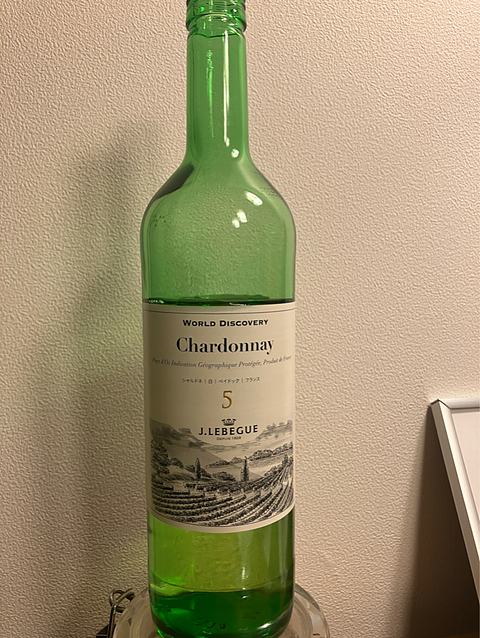 WORLD DISCOVERY
Chardonnay
Pays d'Oc Indication Géographique Protégée, Produit de France
シャルドネ | 白 | ペイドック | フランス
5
J.LEBEGUE
DEPUIS 1829